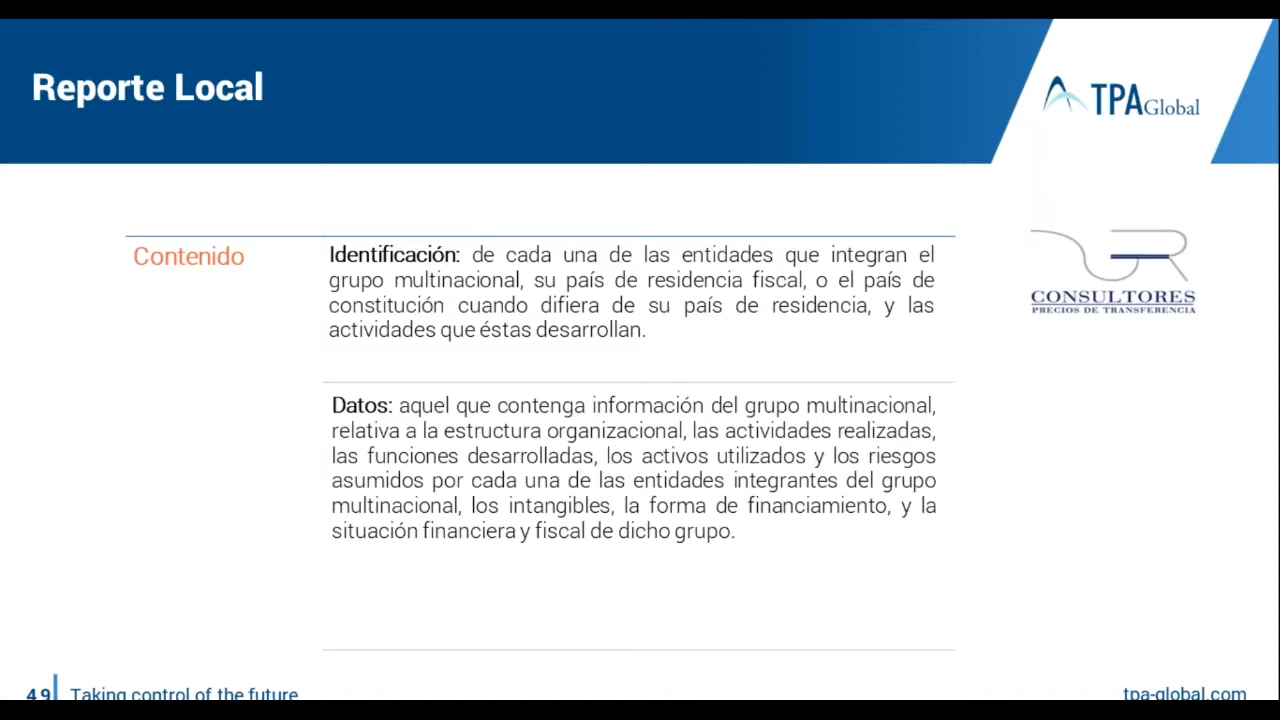 Reporte Local
TPA Global
Contenido
Identificación: de cada una de las entidades que integran el
grupo multinacional, su país de residencia fiscal, o el país de
constitución cuando difiera de su país de residencia, y las
actividades que éstas desarrollan.
CONSULTORES
PRECIOS DE TRANSFERENCIA
Datos: aquel que contenga información del grupo multinacional,
relativa a la estructura organizacional, las actividades realizadas,
las funciones desarrolladas, los activos utilizados y los riesgos
asumidos por cada una de las entidades integrantes del grupo
multinacional, los intangibles, la forma de financiamiento, y la
situación financiera y fiscal de dicho grupo.
49 Taking control of the future
tpa-global.com